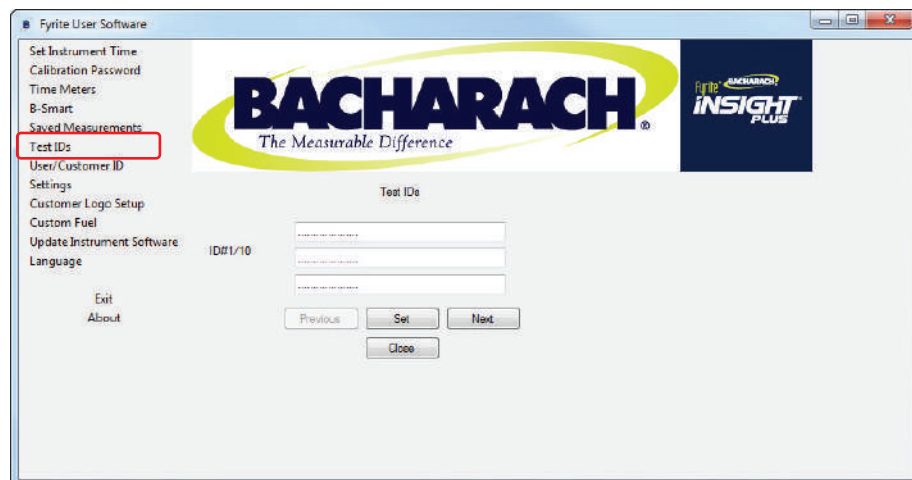 Fyrite User Software
Set Instrument Time
Calibration Password
Time Meters
B-Smart
Saved Measurements
Test IDs
User/Customer ID
Settings
Customer Logo Setup
Custom Fuel
Update Instrument Software
Language
Exit
About
BACHARACH®
The Measurable Difference
Fyrite® BACHARACH®
INSIGHT®
PLUS
Test IDs
ID#1/10
....................
....................
....................
Previous Set Next
Close